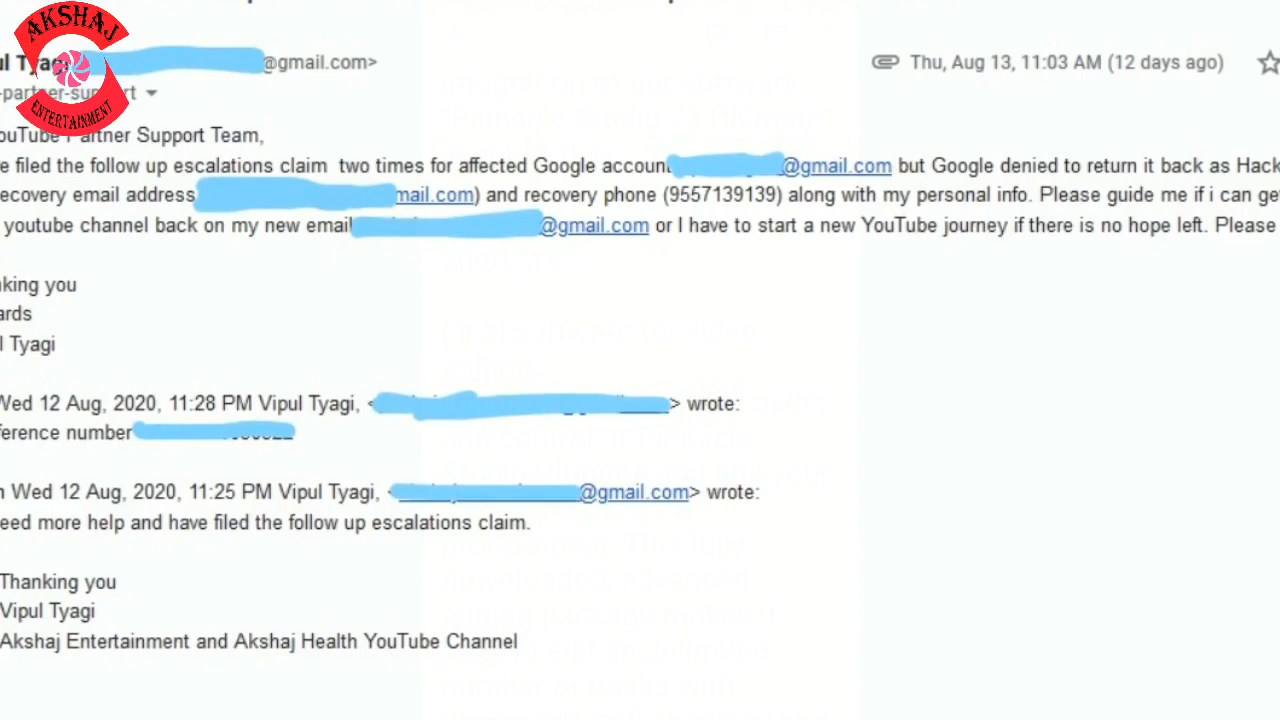 AKSHAJ
ENTERTAINMENT
@gmail.com>
Thu, Aug 13, 11:03 AM (12 days ago)
ouTube Partner Support Team,
e filed the follow up escalations claim two times for affected Google account @gmail.com but Google denied to return it back as Hack
ecovery email address mail.com) and recovery phone (9557139139) along with my personal info. Please guide me if i can ge
youtube channel back on my new email @gmail.com or I have to start a new YouTube journey if there is no hope left. Please
king you
ards
l Tyagi
Wed 12 Aug, 2020, 11:28 PM Vipul Tyagi, < > wrote:
ference number
n Wed 12 Aug, 2020, 11:25 PM Vipul Tyagi, < @gmail.com> wrote:
eed more help and have filed the follow up escalations claim.
Thanking you
Vipul Tyagi
Akshaj Entertainment and Akshaj Health YouTube Channel